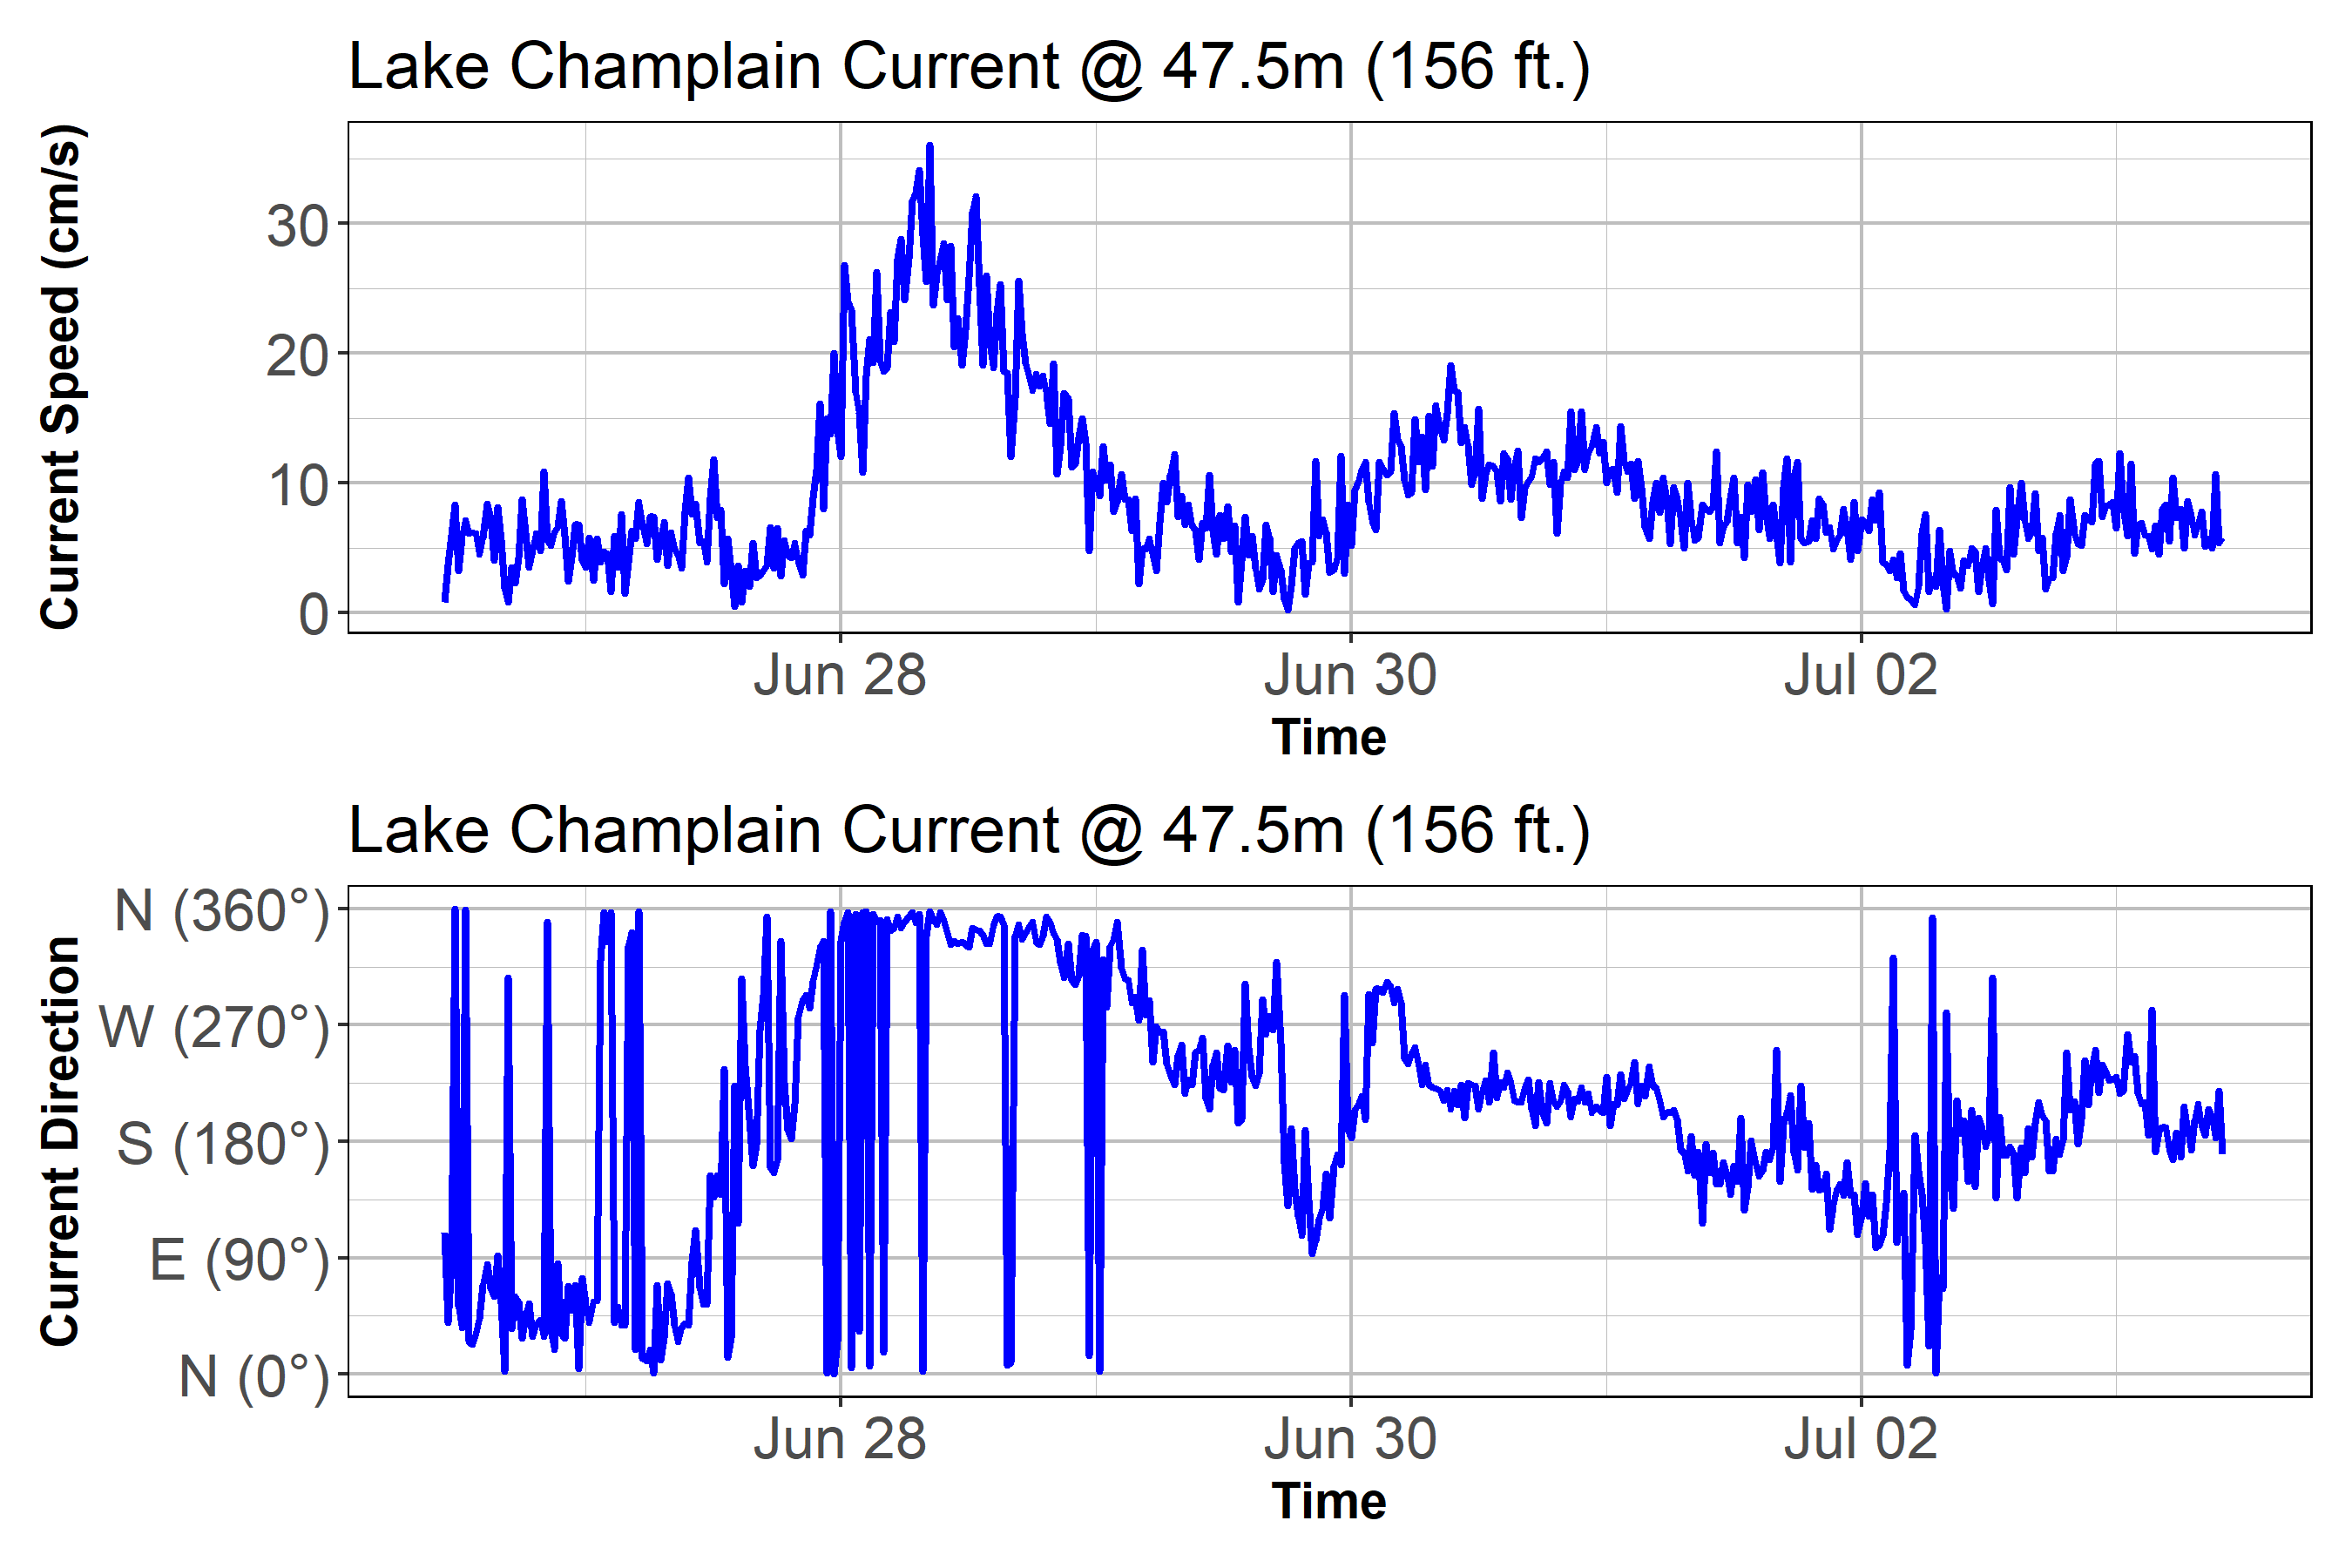 Lake Champlain Current @ 47.5m (156 ft.)
Current Speed (cm/s)
30
20
10
0
Jun 28
Jun 30
Jul 02
Time
Lake Champlain Current @ 47.5m (156 ft.)
Current Direction
N (360°)
W (270°)
S (180°)
E (90°)
N (0°)
Jun 28
Jun 30
Jul 02
Time